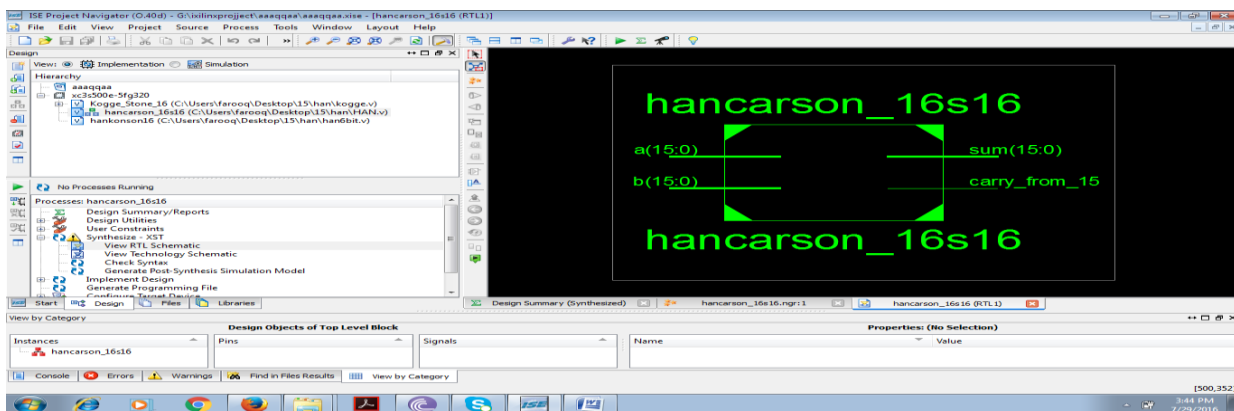 ISE Project Navigator (O.40d) - G:\ixilinxprojject\aaaqqaa\aaaqqaa.xise - [hancarson_16s16 (RTL1)]
File Edit View Project Source Process Tools Window Layout Help
Design
View: Implementation Simulation
Hierarchy
aaaqqaa
xc3s500e-5fg320
Kogge_Stone_16 (C:\Users\farooq\Desktop\15\han\kogge.v)
hancarson_16s16 (C:\Users\farooq\Desktop\15\han\HAN.v)
hankonson16 (C:\Users\farooq\Desktop\15\han\han6bit.v)
No Processes Running
Processes: hancarson_16s16
Design Summary/Reports
Design Utilities
User Constraints
Synthesize - XST
View RTL Schematic
View Technology Schematic
Check Syntax
Generate Post-Synthesis Simulation Model
Implement Design
Generate Programming File
Configure Target Device
Start Design Files Libraries
hancarson_16s16
a(15:0) sum(15:0)
b(15:0) carry_from_15
hancarson_16s16
Design Summary (Synthesized) hancarson_16s16.ngr:1 hancarson_16s16 (RTL1)
View by Category
Design Objects of Top Level Block Properties: (No Selection)
Instances Pins Signals Name Value
hancarson_16s16
Console Errors Warnings Find in Files Results View by Category
[500,352]
3:44 PM
7/29/2016